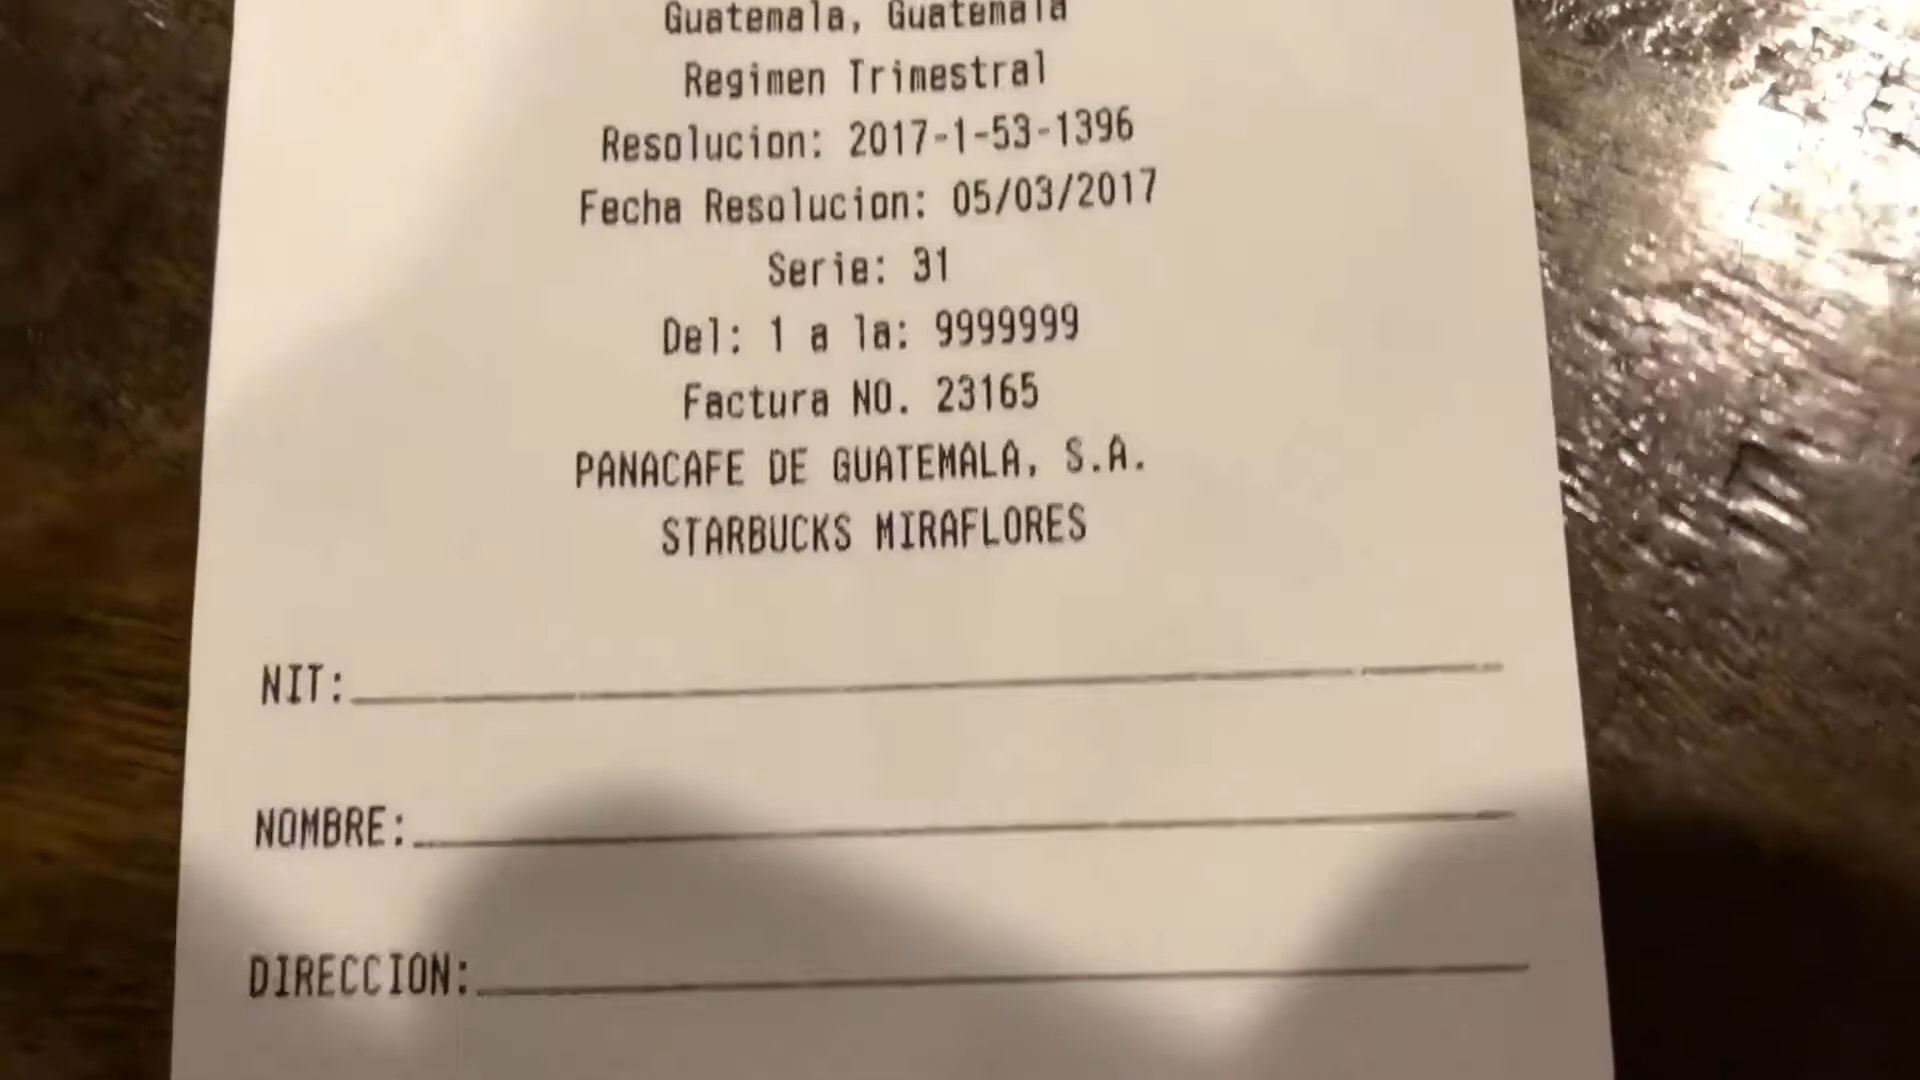 Guatemala, Guatemala
Regimen Trimestral
Resolucion: 2017-1-53-1396
Fecha Resolucion: 05/03/2017
Serie: 31
Del: 1 a la: 9999999
Factura NO. 23165
PANACAFE DE GUATEMALA, S.A.
STARBUCKS MIRAFLORES
NIT:
NOMBRE:
DIRECCION: